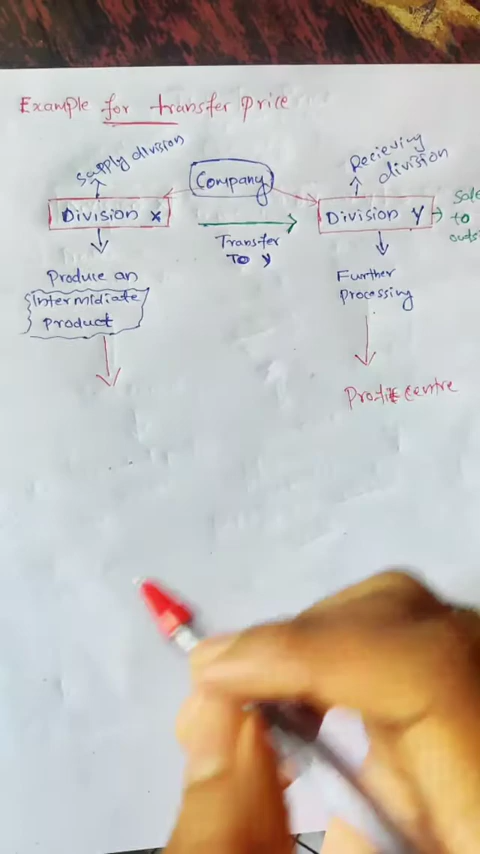 Example for transfer price
Supply division
Company
Recieving
division
Division X
Division Y
Sale
to
Transfer
To y
Produce an
intermidiate
product
Further
processing
Profit centre